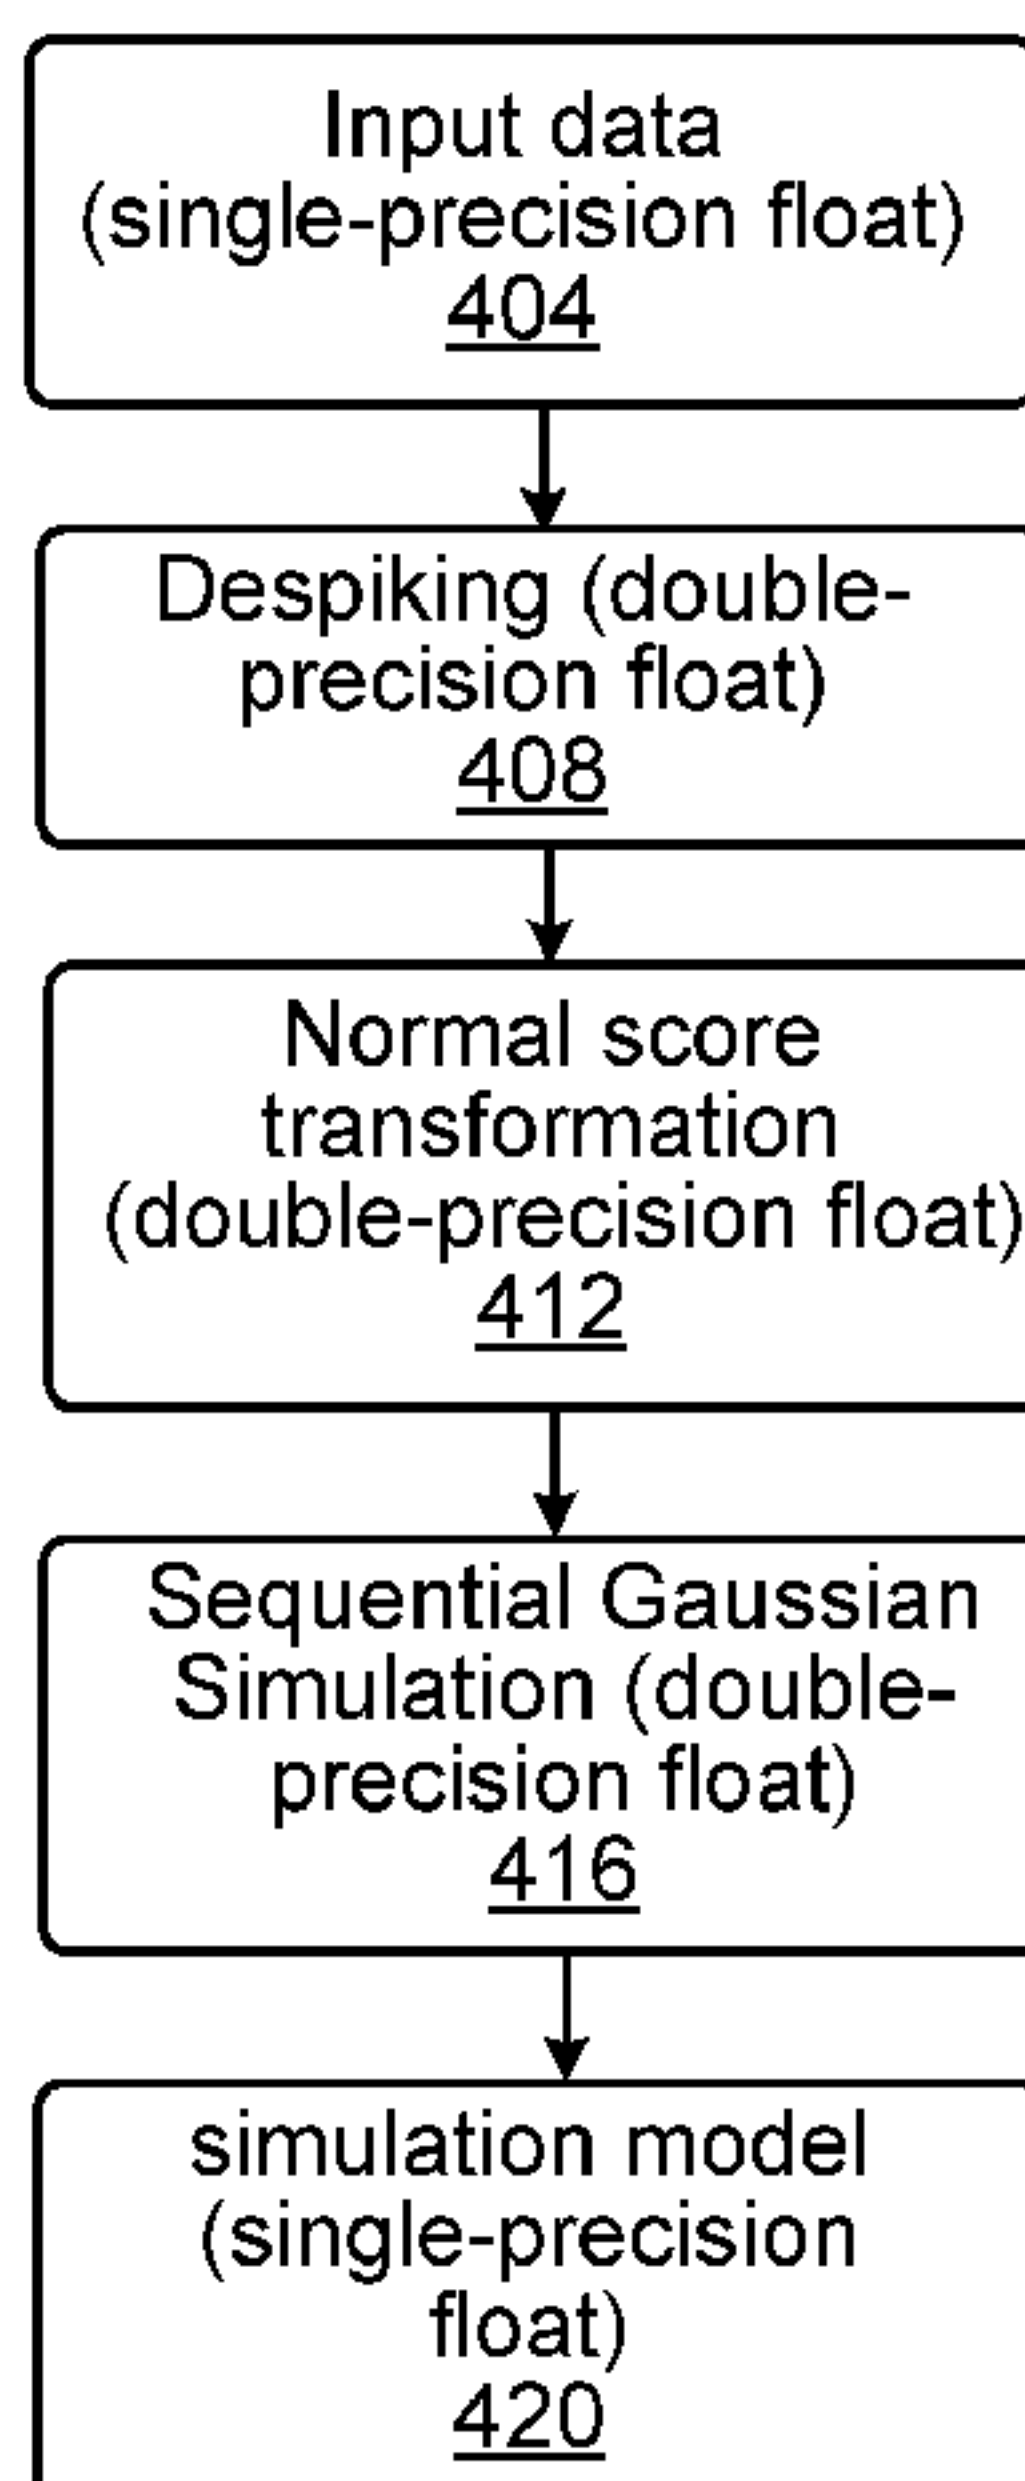 Input data
(single-precision float)
404
Despiking (double-
precision float)
408
Normal score
transformation
(double-precision float)
412
Sequential Gaussian
Simulation (double-
precision float)
416
simulation model
(single-precision
float)
420